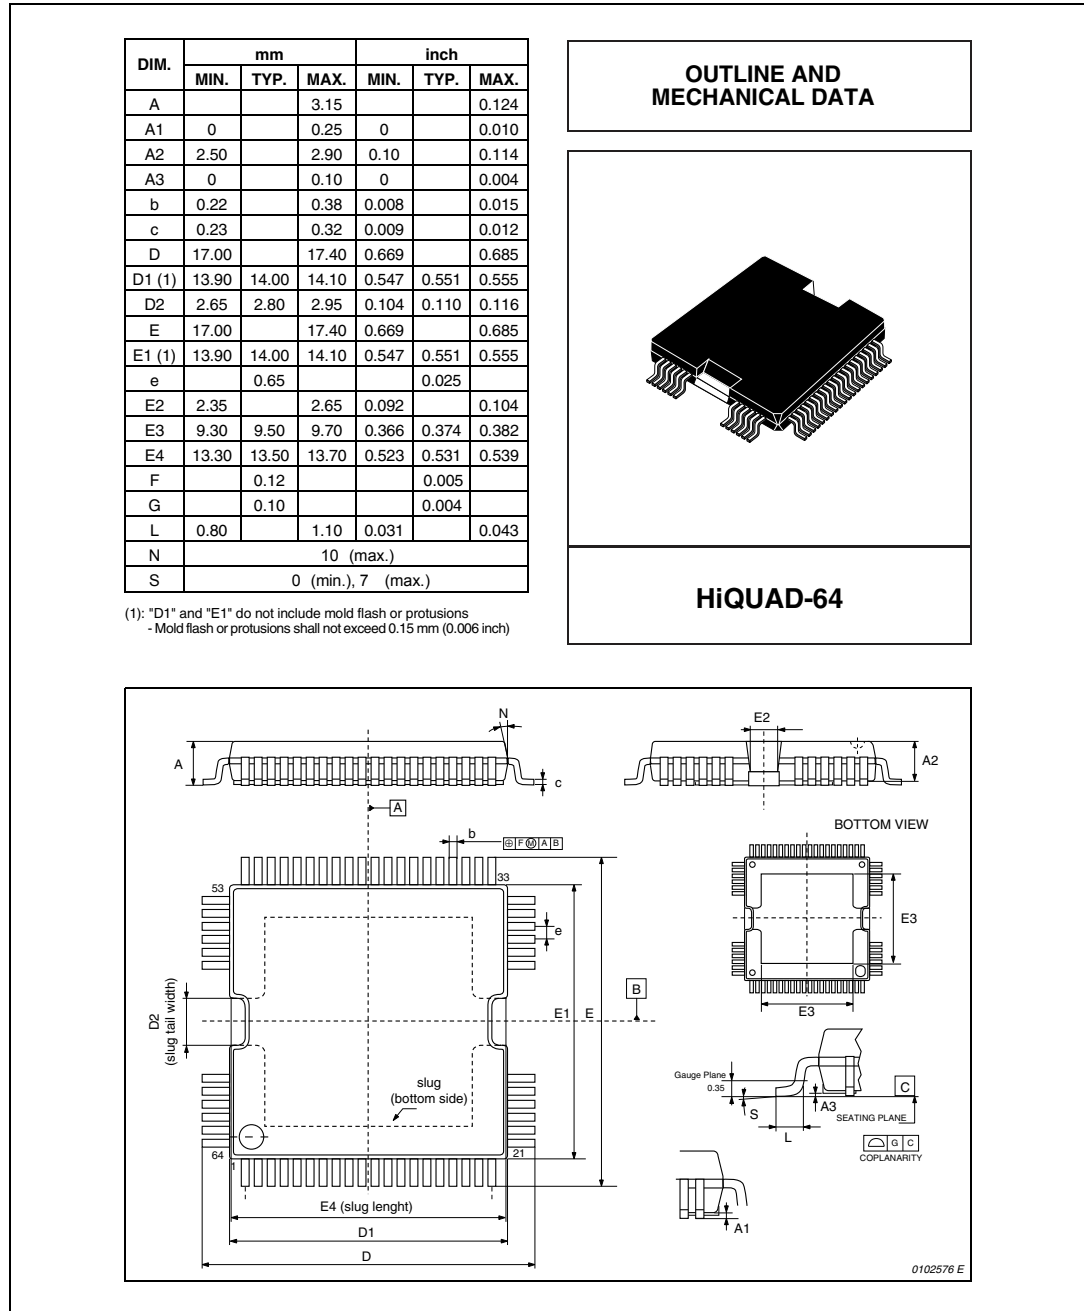 DIM. mm inch
MIN. TYP. MAX. MIN. TYP. MAX.
A 3.15 0.124
A1 0 0.25 0 0.010
A2 2.50 2.90 0.10 0.114
A3 0 0.10 0 0.004
b 0.22 0.38 0.008 0.015
c 0.23 0.32 0.009 0.012
D 17.00 17.40 0.669 0.685
D1 (1) 13.90 14.00 14.10 0.547 0.551 0.555
D2 2.65 2.80 2.95 0.104 0.110 0.116
E 17.00 17.40 0.669 0.685
E1 (1) 13.90 14.00 14.10 0.547 0.551 0.555
e 0.65 0.025
E2 2.35 2.65 0.092 0.104
E3 9.30 9.50 9.70 0.366 0.374 0.382
E4 13.30 13.50 13.70 0.523 0.531 0.539
F 0.12 0.005
G 0.10 0.004
L 0.80 1.10 0.031 0.043
N 10 (max.)
S 0 (min.), 7 (max.)
(1): "D1" and "E1" do not include mold flash or protusions
- Mold flash or protusions shall not exceed 0.15 mm (0.006 inch)
OUTLINE AND
MECHANICAL DATA
HiQUAD-64
N
A
c
A
E2
A2
BOTTOM VIEW
b
⊕ F Ⓜ A B
53
33
e
E3
E3
B
E1
E
D2
(slug tail width)
slug
(bottom side)
64
1
21
E4 (slug lenght)
D1
D
Gauge Plane
0.35
S
L
A3
C
SEATING PLANE
G C
COPLANARITY
A1
0102576 E